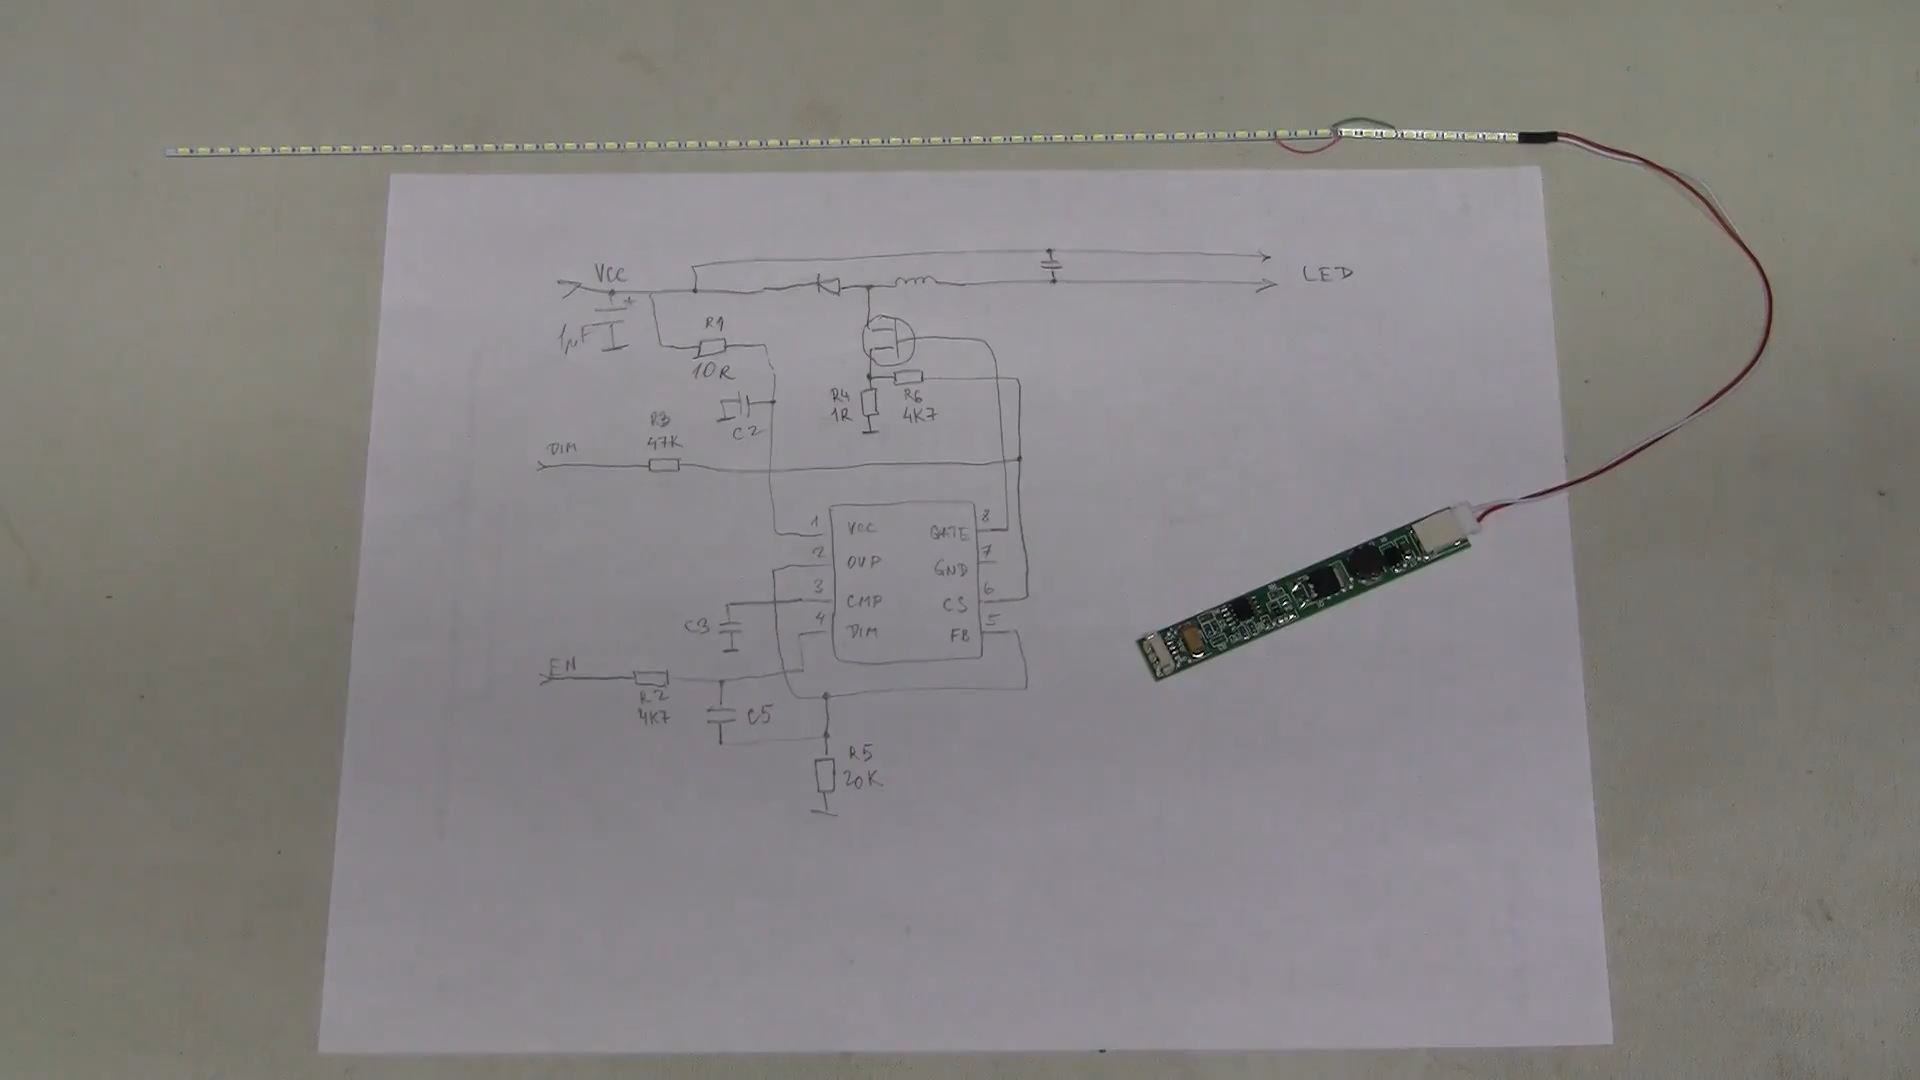 VCC
LED
+
1µF
R1
10R
R4
1R
R6
4K7
C2
R3
47K
DIM
1
VCC
GATE
8
2
OVP
GND
7
3
CMP
CS
6
4
DIM
FB
5
C3
EN
R2
4K7
C5
R5
20K